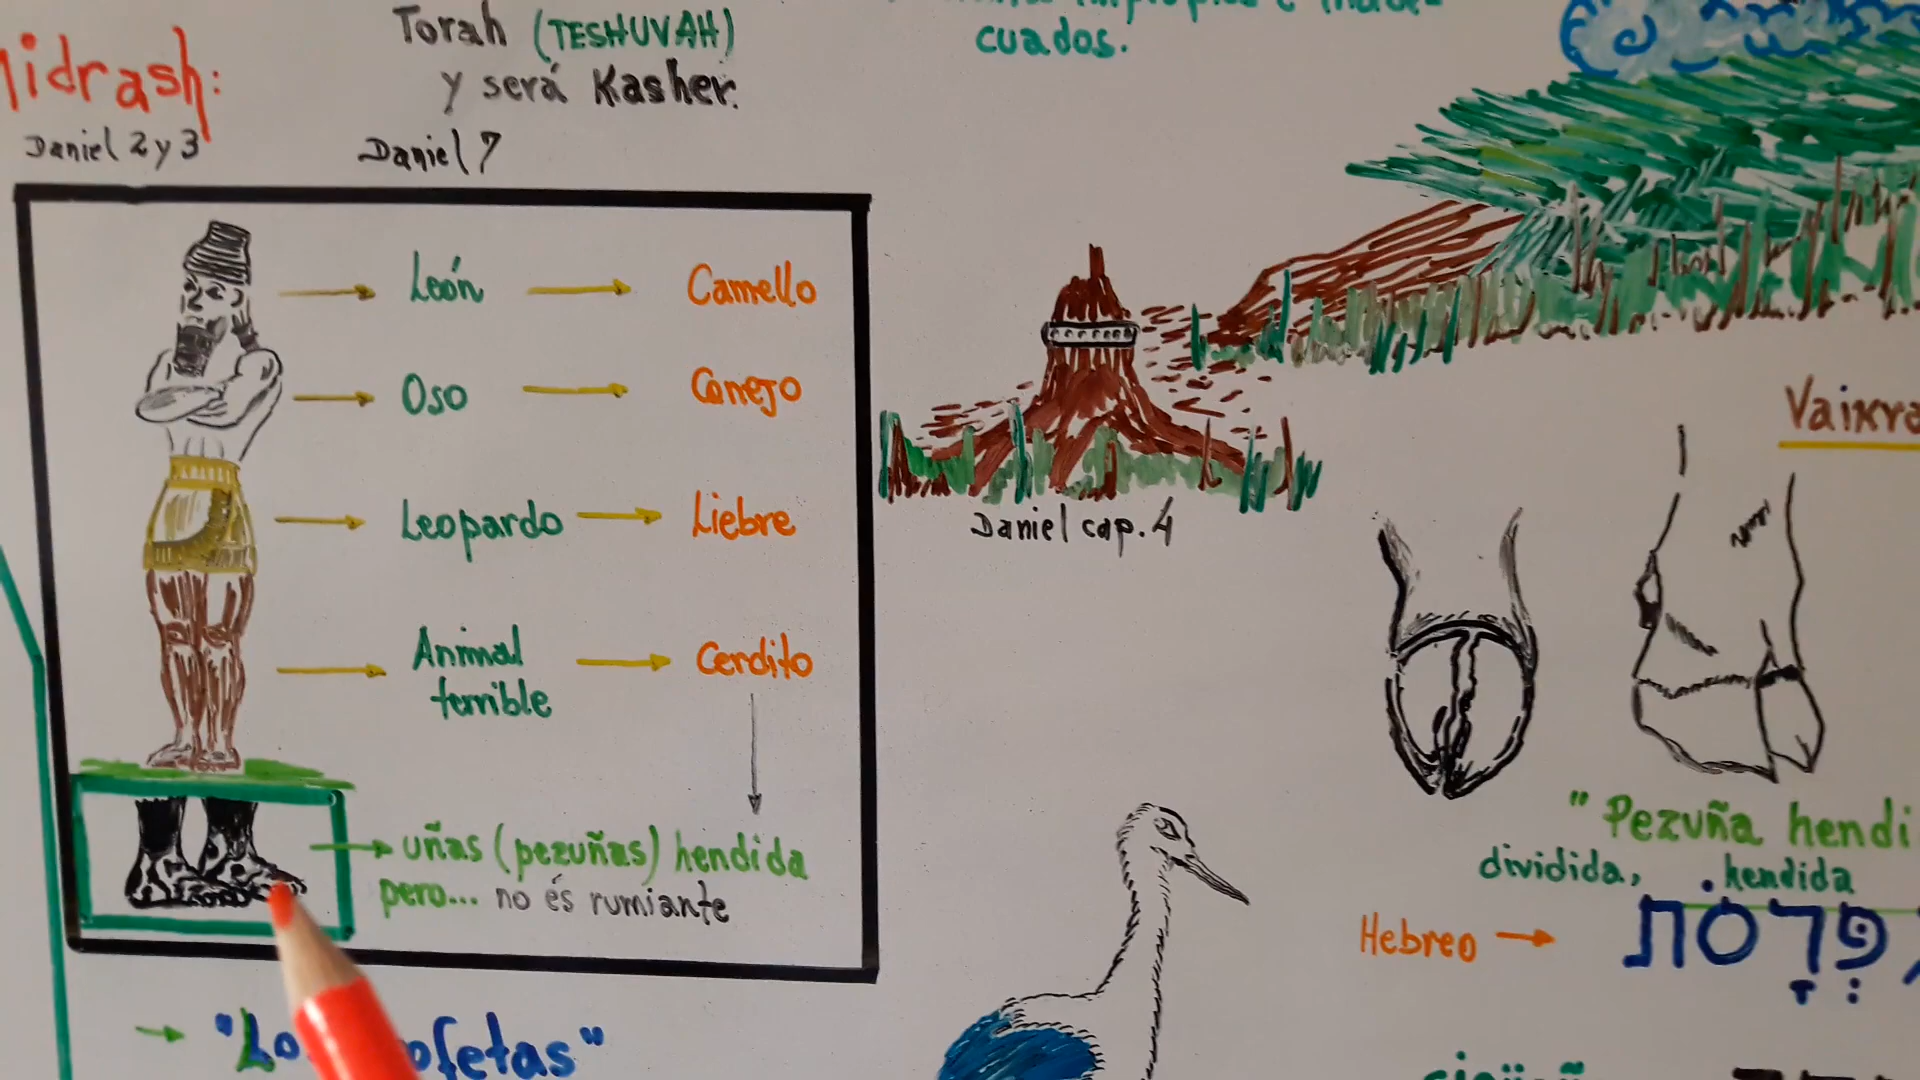 Torah (TESHUVAH)
y será Kasher.
cuados.
Midrash:
Daniel 2 y 3
Daniel 7
León
Camello
Oso
Conejo
Leopardo
Liebre
Animal
terrible
Cerdito
uñas (pezuñas) hendida
pero... no és rumiante
Daniel cap. 4
Vaikra
"Pezuña hendi
dividida, hendida
Hebreo
פְּרָסֹת